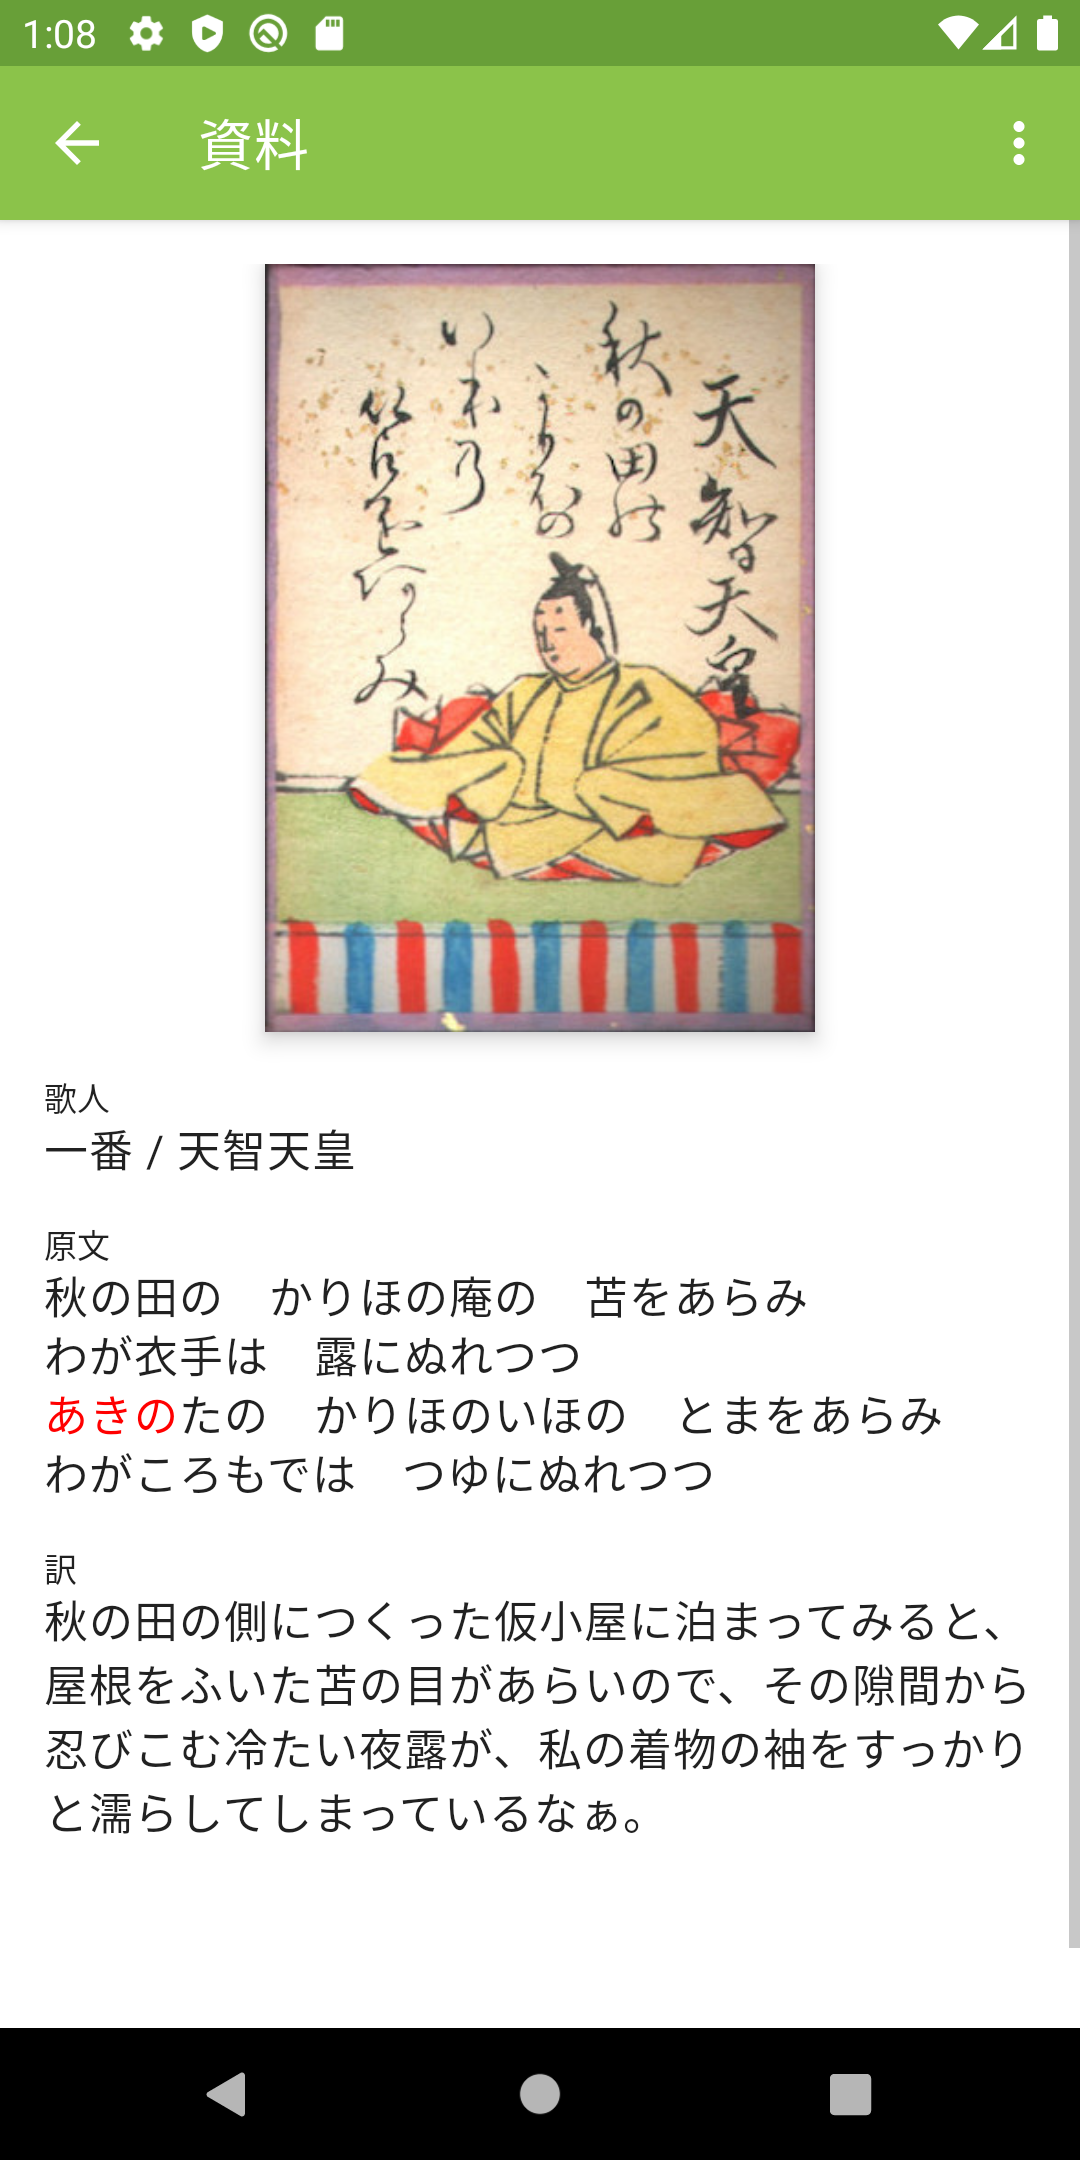 1:08
資料
天智天皇
秋の田の
かりほの
いほの
歌人
一番 / 天智天皇
原文
秋の田の　かりほの庵の　苫をあらみ
わが衣手は　露にぬれつつ
あきのたの　かりほのいほの　とまをあらみ
わがころもでは　つゆにぬれつつ
訳
秋の田の側につくった仮小屋に泊まってみると、
屋根をふいた苫の目があらいので、その隙間から
忍びこむ冷たい夜露が、私の着物の袖をすっかり
と濡らしてしまっているなぁ。